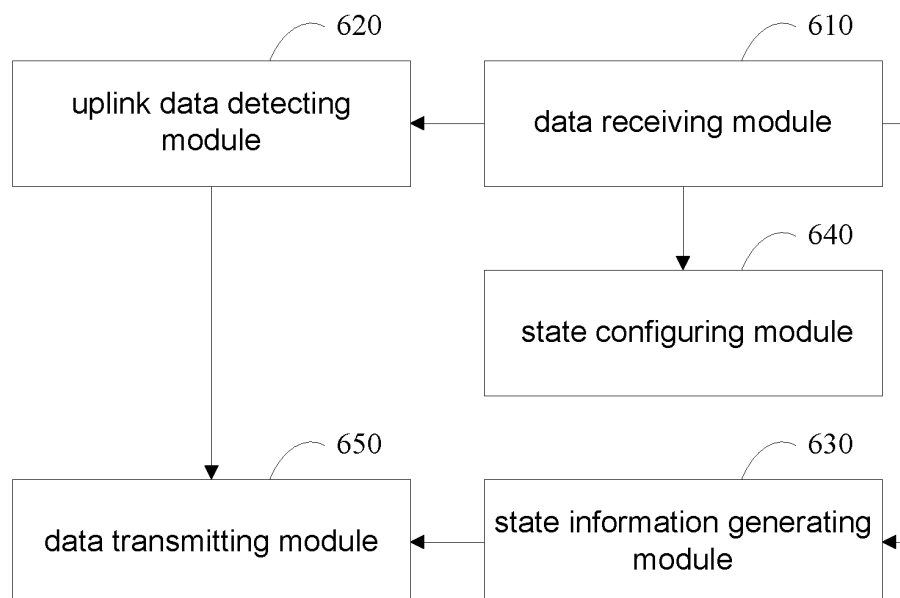 620
uplink data detecting
module
610
data receiving module
640
state configuring module
650
data transmitting module
630
state information generating
module